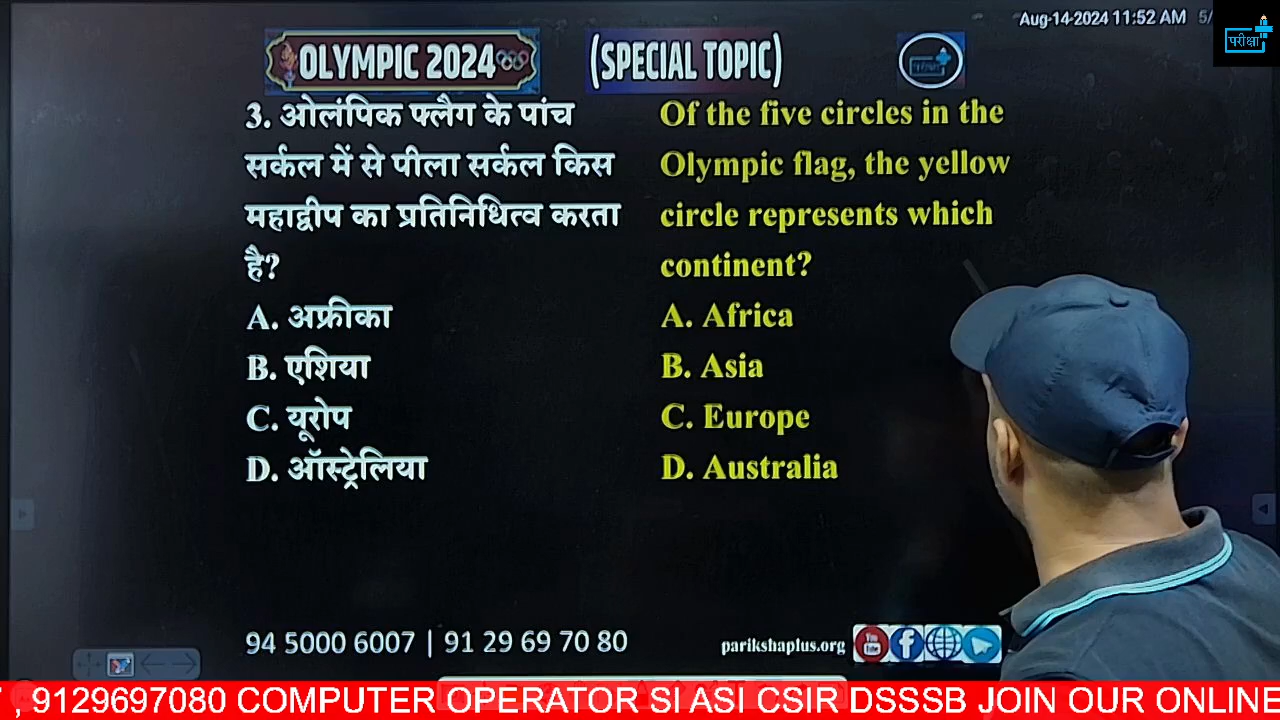 Aug-14-2024 11:52 AM 5/
परीक्षा
OLYMPIC 2024
(SPECIAL TOPIC)
3. ओलंपिक फ्लैग के पांच
सर्कल में से पीला सर्कल किस
महाद्वीप का प्रतिनिधित्व करता
है?
A. अफ्रीका
B. एशिया
C. यूरोप
D. ऑस्ट्रेलिया
Of the five circles in the
Olympic flag, the yellow
circle represents which
continent?
A. Africa
B. Asia
C. Europe
D. Australia
94 5000 6007 | 91 29 69 70 80
parikshaplus.org
You
, 9129697080 COMPUTER OPERATOR SI ASI CSIR DSSSB JOIN OUR ONLINE